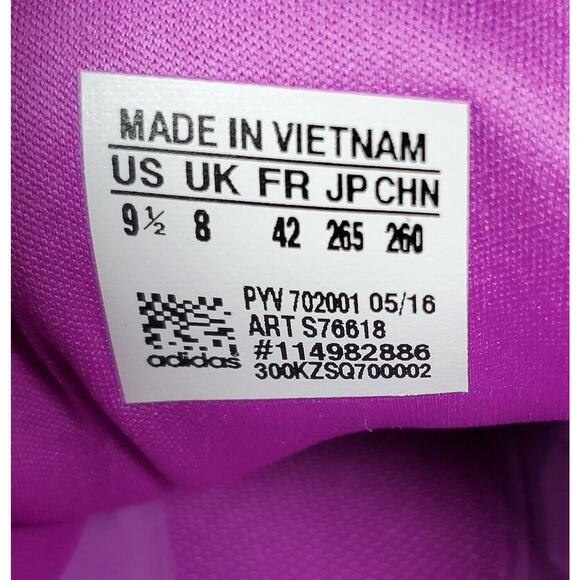 MADE IN VIETNAM
US UK FR JP CHN
9½ 8 42 265 260
PYV 702001 05/16
ART S76618
#114982886
adidas 300KZSQ700002